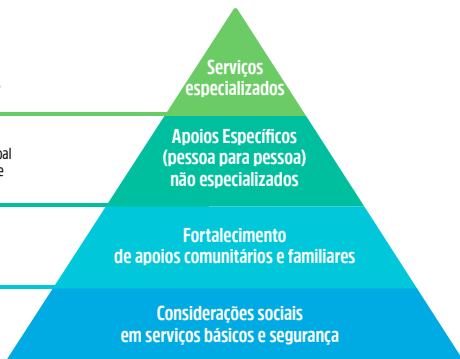 Serviços
especializados
Apoios Específicos
(pessoa para pessoa)
não especializados
Fortalecimento
de apoios comunitários e familiares
Considerações sociais
em serviços básicos e segurança